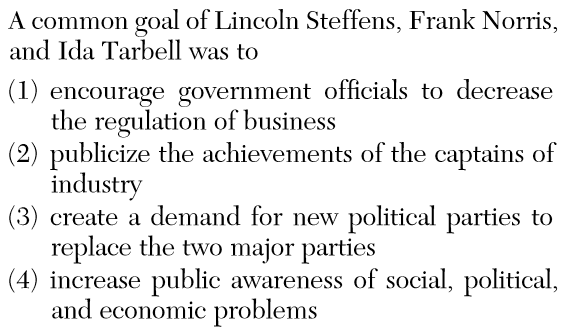 A common goal of Lincoln Steffens, Frank Norris,
and Ida Tarbell was to
(1) encourage government officials to decrease
the regulation of business
(2) publicize the achievements of the captains of
industry
(3) create a demand for new political parties to
replace the two major parties
(4) increase public awareness of social, political,
and economic problems